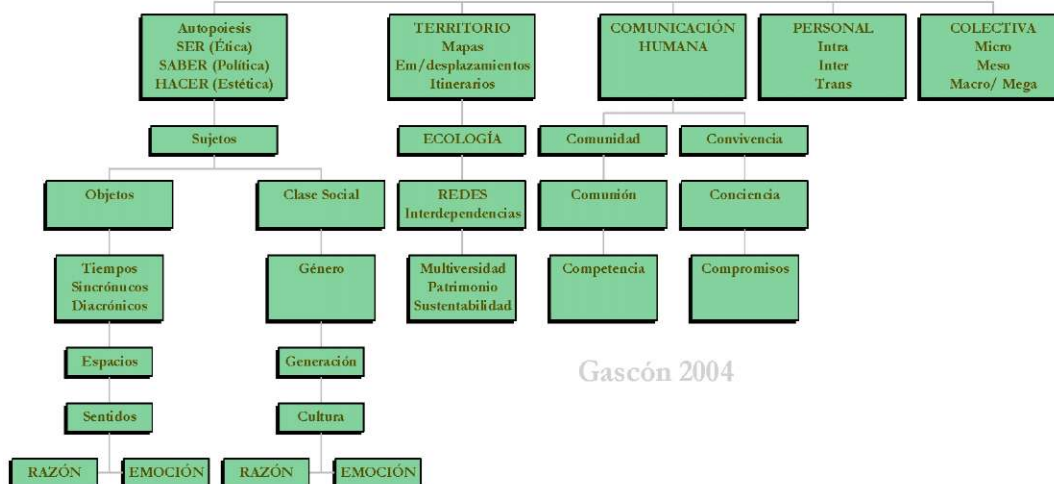 Autopoiesis
SER (Ética)
SABER (Política)
HACER (Estética)
TERRITORIO
Mapas
Em/desplazamientos
Itinerarios
COMUNICACIÓN
HUMANA
PERSONAL
Intra
Inter
Trans
COLECTIVA
Micro
Meso
Macro/ Mega
Sujetos
ECOLOGÍA
Comunidad
Convivencia
Objetos
Clase Social
REDES
Interdependencias
Comunión
Conciencia
Tiempos
Sincrónucos
Diacrónicos
Género
Multiversidad
Patrimonio
Sustentabilidad
Competencia
Compromisos
Espacios
Generación
Gascón 2004
Sentidos
Cultura
RAZÓN
EMOCIÓN
RAZÓN
EMOCIÓN